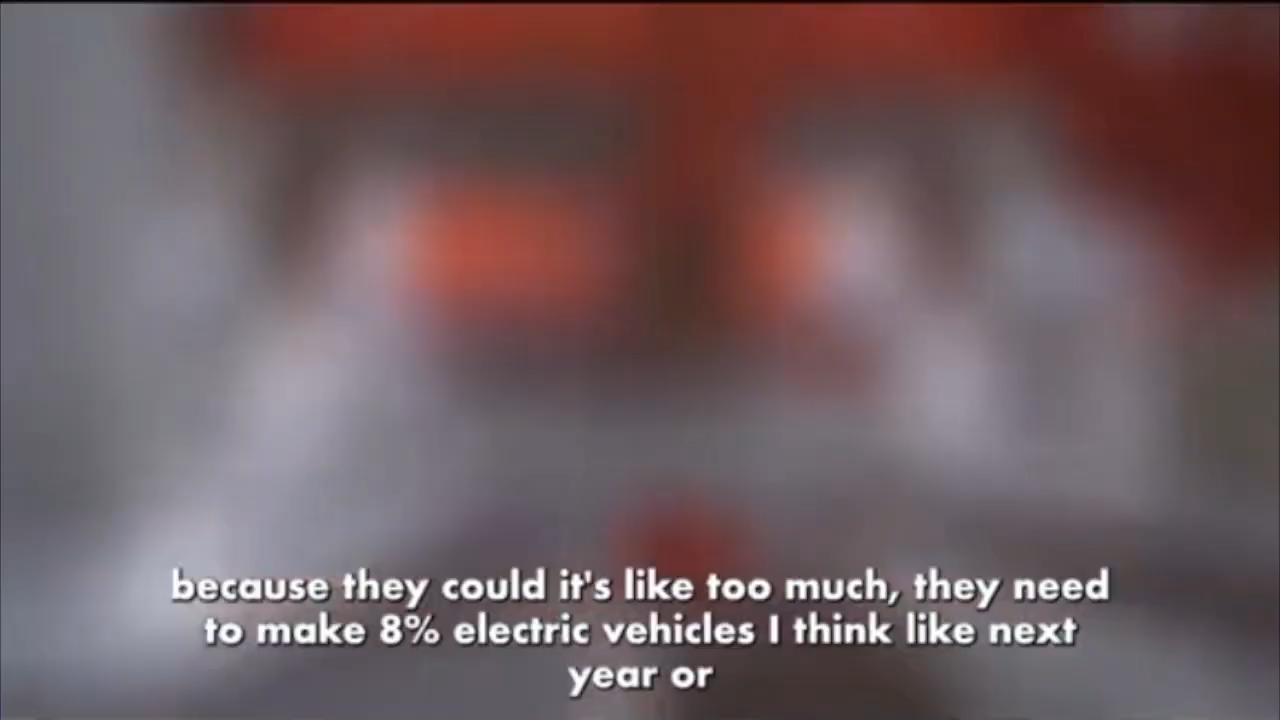 because they could it's like too much, they need
to make 8% electric vehicles I think like next
year or